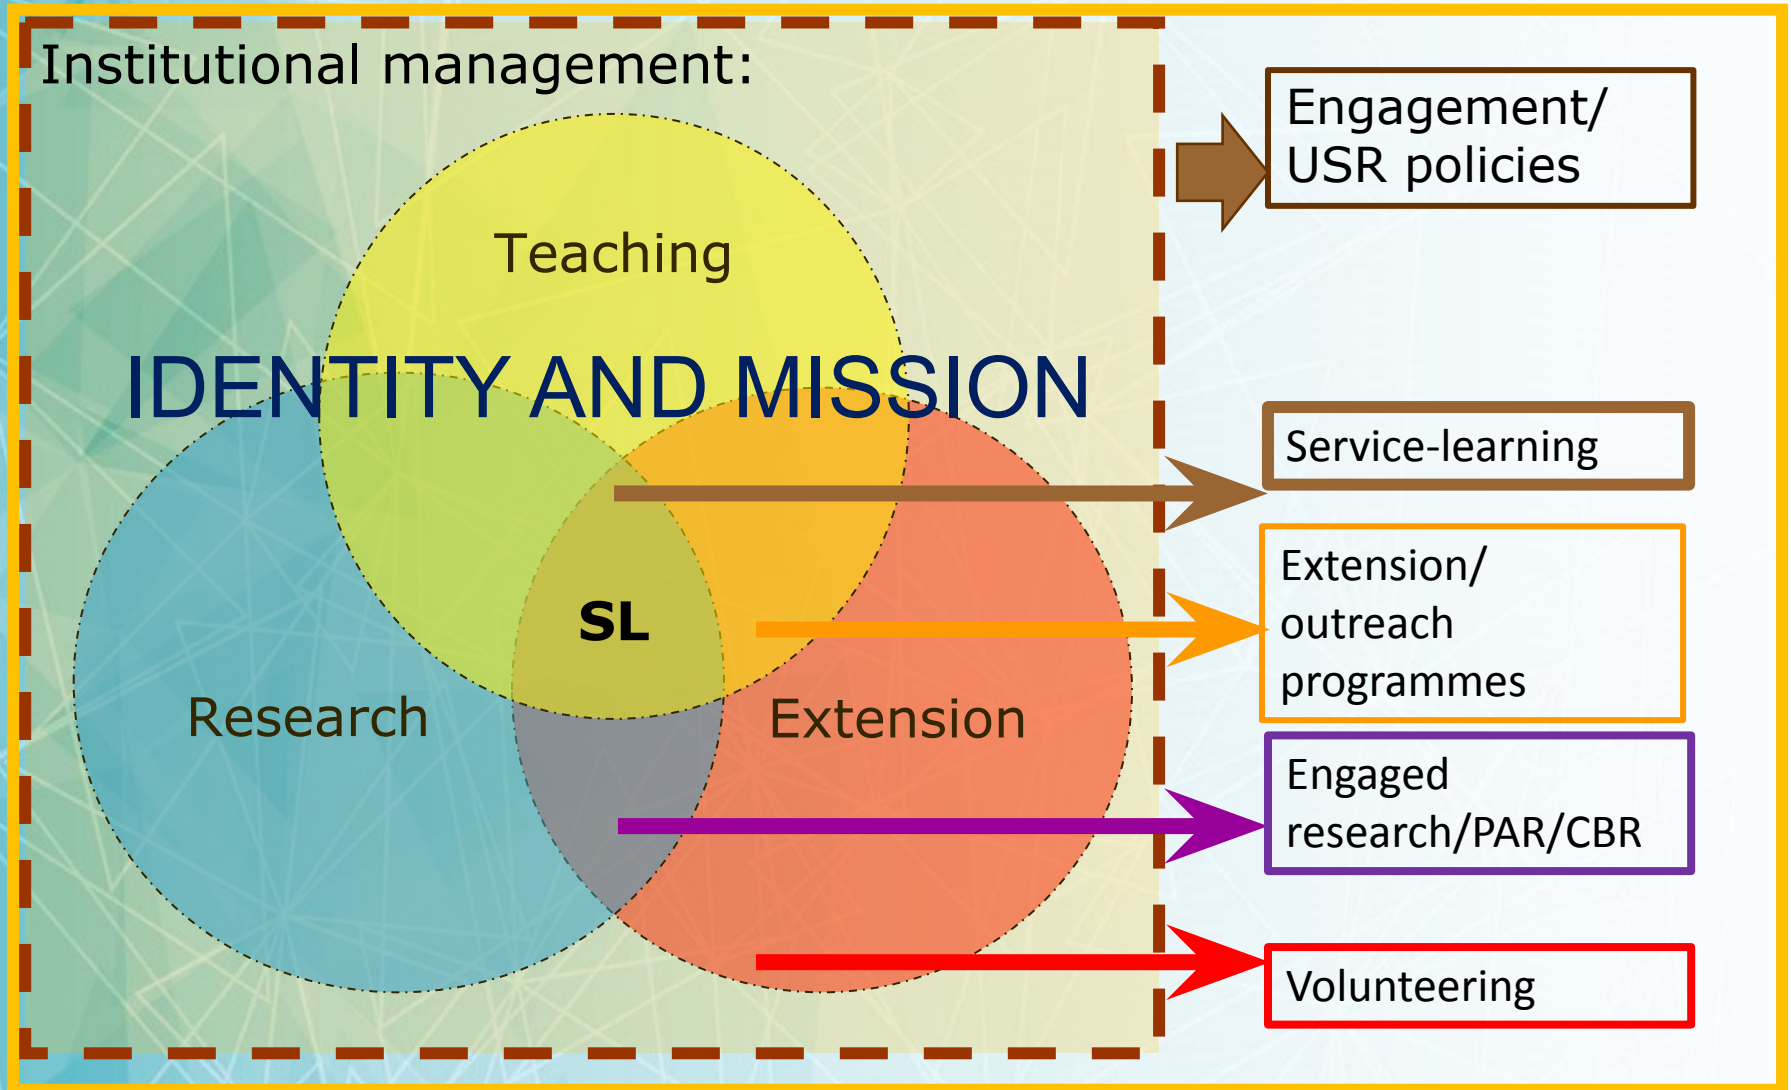 Institutional management:
Teaching
IDENTITY AND MISSION
SL
Research
Extension
Engagement/
USR policies
Service-learning
Extension/
outreach
programmes
Engaged
research/PAR/CBR
Volunteering